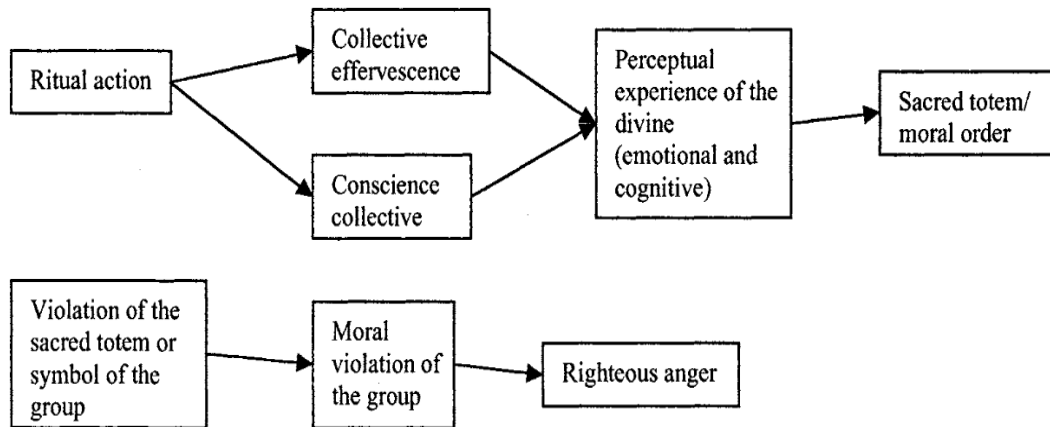 Ritual action
Collective
effervescence
Conscience
collective
Perceptual
experience of the
divine
(emotional and
cognitive)
Sacred totem/
moral order
Violation of the
sacred totem or
symbol of the
group
Moral
violation of
the group
Righteous anger